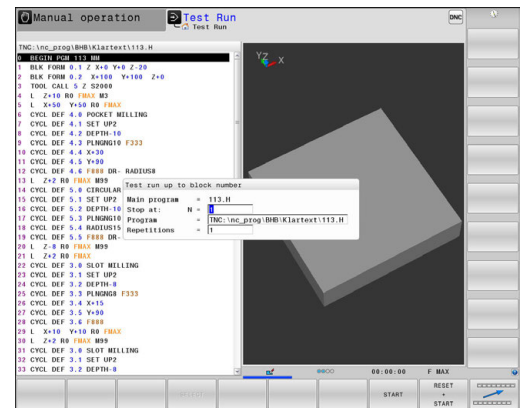 Manual operation
Test Run
Test Run
DNC
TNC:\nc_prog\BHB\Klartext\113.H
0 BEGIN PGM 113 MM
1 BLK FORM 0.1 Z X+0 Y+0 Z-20
2 BLK FORM 0.2 X+100 Y+100 Z+0
3 TOOL CALL 5 Z S2000
4 L Z+10 R0 FMAX M3
5 L X+50 Y+50 R0 FMAX
6 CYCL DEF 4.0 POCKET MILLING
7 CYCL DEF 4.1 SET UP2
8 CYCL DEF 4.2 DEPTH-10
9 CYCL DEF 4.3 PLNGNG10 F333
10 CYCL DEF 4.4 X+30
11 CYCL DEF 4.5 Y+90
12 CYCL DEF 4.6 F888 DR- RADIUS8
13 L Z+2 R0 FMAX M99
14 CYCL DEF 5.0 CIRCULAR
15 CYCL DEF 5.1 SET UP2
16 CYCL DEF 5.2 DEPTH-10
17 CYCL DEF 5.3 PLNGNG10
18 CYCL DEF 5.4 RADIUS15
19 CYCL DEF 5.5 F888 DR-
20 L Z-8 R0 FMAX M99
21 L Z+2 R0 FMAX
22 CYCL DEF 3.0 SLOT MILLING
23 CYCL DEF 3.1 SET UP2
24 CYCL DEF 3.2 DEPTH-8
25 CYCL DEF 3.3 PLNGNG8 F333
26 CYCL DEF 3.4 X+15
27 CYCL DEF 3.5 Y+90
28 CYCL DEF 3.6 F888
29 L X+10 Y+10 R0 FMAX
30 L Z+2 R0 FMAX M99
31 CYCL DEF 3.0 SLOT MILLING
32 CYCL DEF 3.1 SET UP2
33 CYCL DEF 3.2 DEPTH-8
YZ X
Test run up to block number
Main program = 113.H
Stop at: N = 1
Program = TNC:\nc_prog\BHB\Klartext\113.H
Repetitions = 1
00:00:00 F MAX
START
RESET
+
START